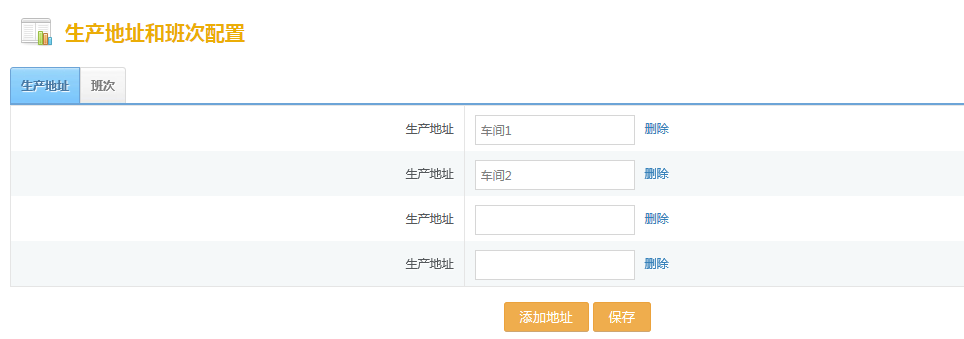 生产地址和班次配置
生产地址 班次
生产地址 车间1 删除
生产地址 车间2 删除
生产地址 删除
生产地址 删除
添加地址 保存